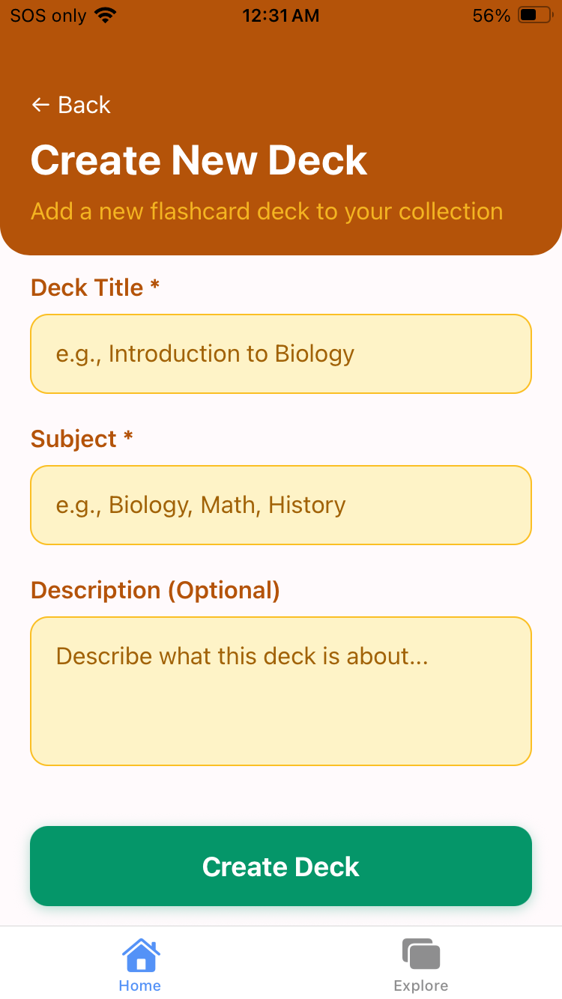 SOS only 12:31 AM 56%
← Back
Create New Deck
Add a new flashcard deck to your collection
Deck Title *
e.g., Introduction to Biology
Subject *
e.g., Biology, Math, History
Description (Optional)
Describe what this deck is about...
Create Deck
Home Explore